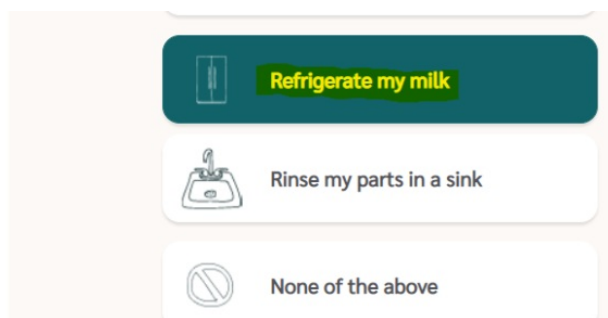 Refrigerate my milk
Rinse my parts in a sink
None of the above